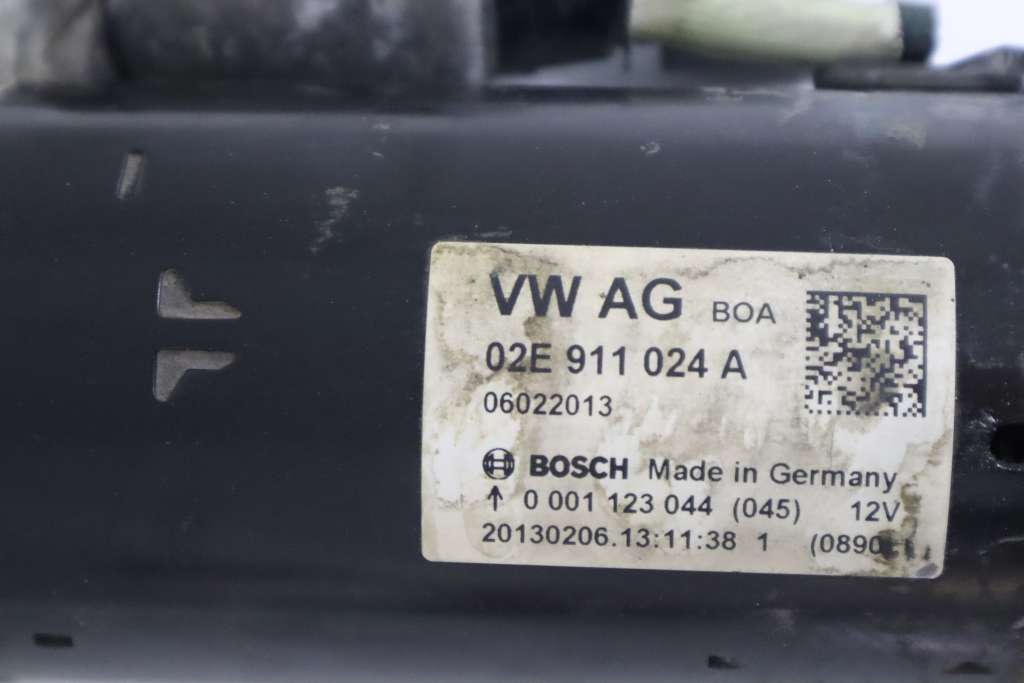 VW AG BOA
02E 911 024 A
06022013
BOSCH Made in Germany
↑ 0 001 123 044 (045) 12V
20130206.13:11:38 1